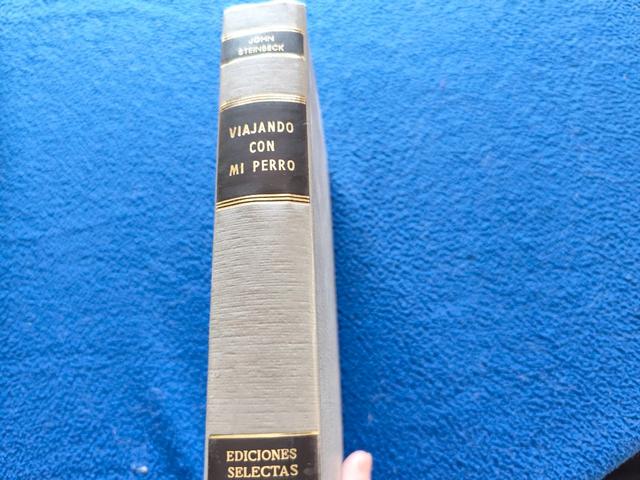 JOHN
STEINBECK
VIAJANDO
CON
MI PERRO
EDICIONES
SELECTAS